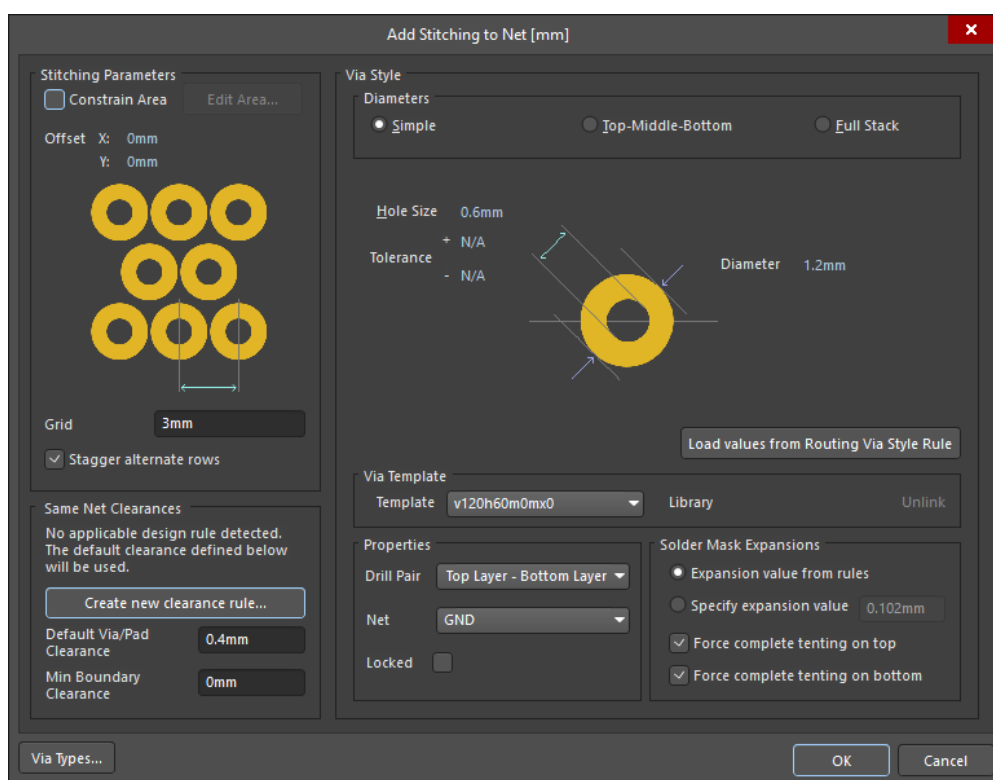 Add Stitching to Net [mm]
Stitching Parameters
Constrain Area
Edit Area...
Offset X: 0mm
Y: 0mm
Grid
3mm
Stagger alternate rows
Same Net Clearances
No applicable design rule detected.
The default clearance defined below
will be used.
Create new clearance rule...
Default Via/Pad
Clearance
0.4mm
Min Boundary
Clearance
0mm
Via Style
Diameters
Simple
Top-Middle-Bottom
Full Stack
Hole Size 0.6mm
Tolerance
+ N/A
- N/A
Diameter 1.2mm
Load values from Routing Via Style Rule
Via Template
Template v120h60m0mx0
Library
Unlink
Properties
Drill Pair Top Layer - Bottom Layer
Net GND
Locked
Solder Mask Expansions
Expansion value from rules
Specify expansion value 0.102mm
Force complete tenting on top
Force complete tenting on bottom
Via Types...
OK
Cancel